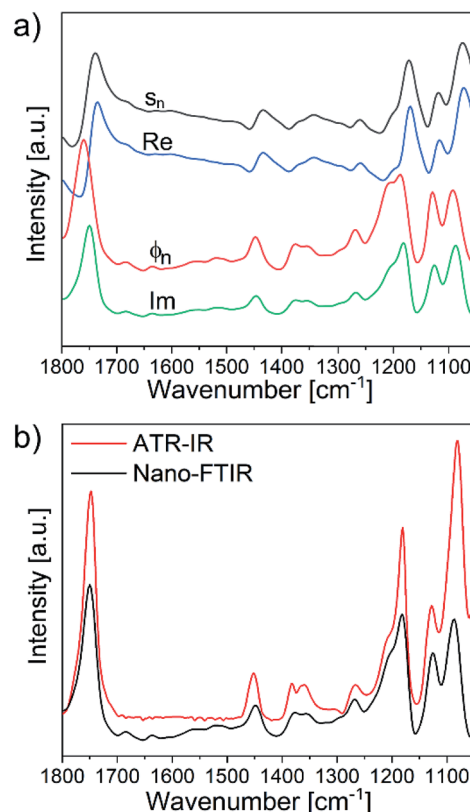 a)
Intensity [a.u.]
sₙ
Re
ϕₙ
Im
1800 1700 1600 1500 1400 1300 1200 1100
Wavenumber [cm⁻¹]
b)
ATR-IR
Nano-FTIR
Intensity [a.u.]
1800 1700 1600 1500 1400 1300 1200 1100
Wavenumber [cm⁻¹]